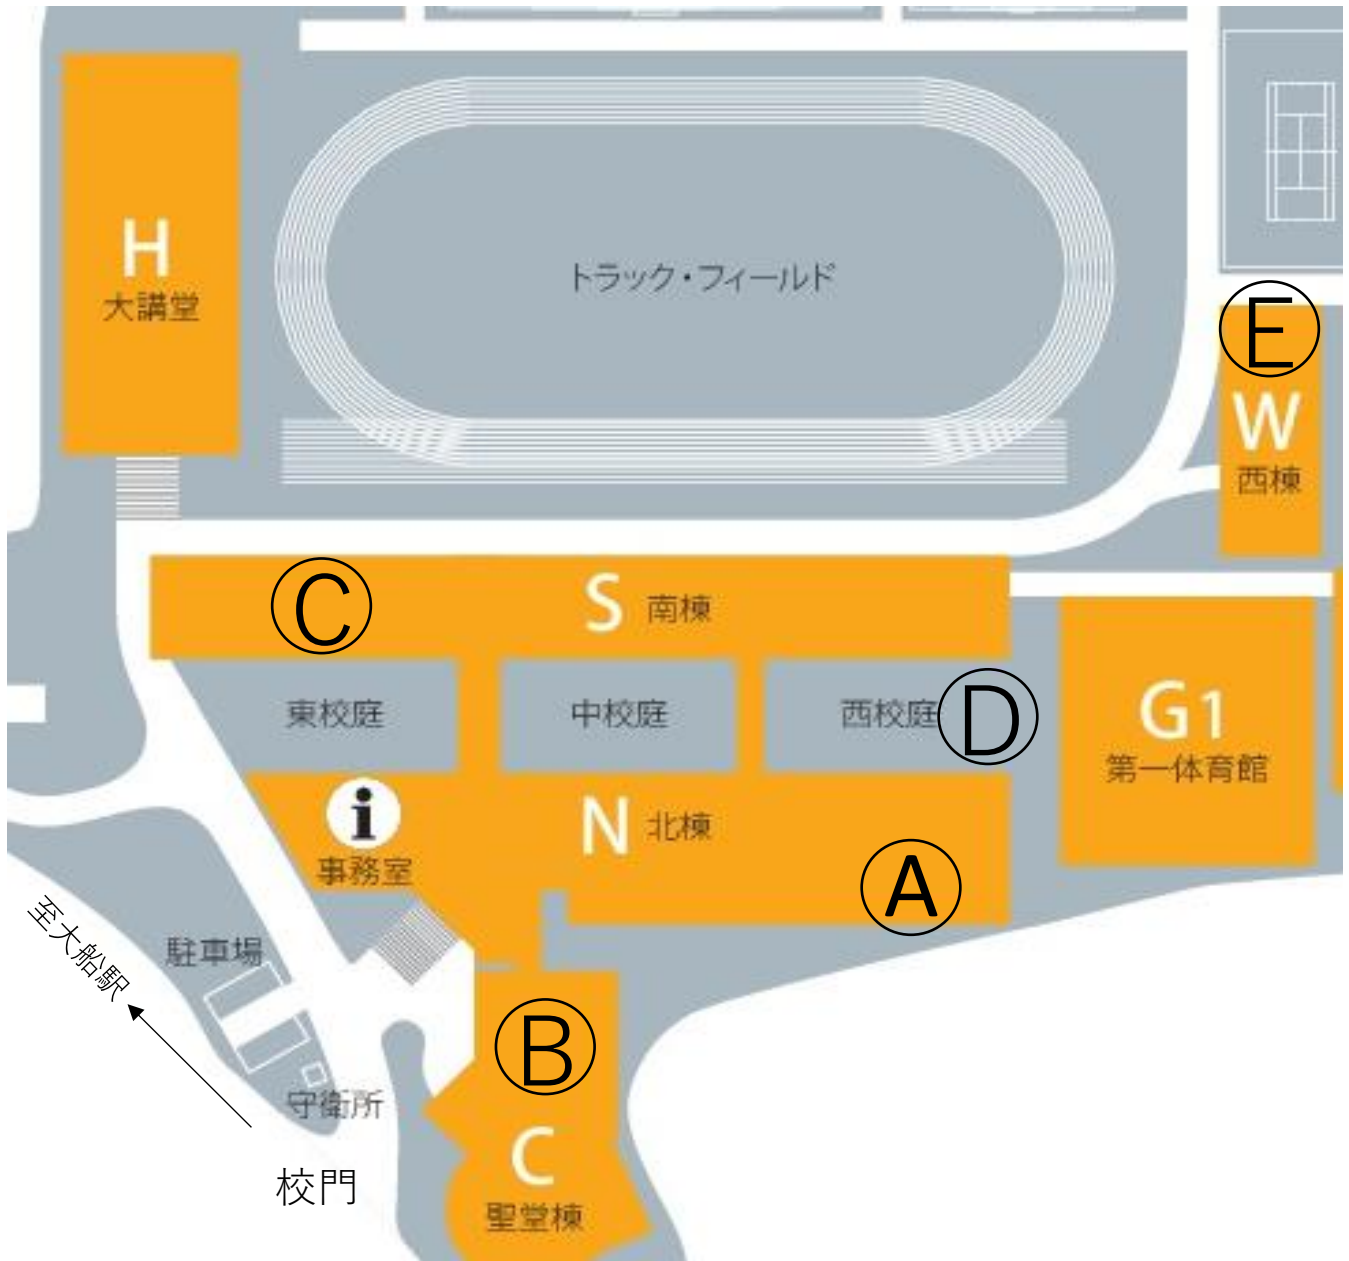 H
大講堂
トラック・フィールド
E
W
西棟
C
S 南棟
東校庭
中校庭
西校庭
D
G1
第一体育館
i
事務室
N 北棟
A
至大船駅
駐車場
守衛所
校門
B
C
聖堂棟